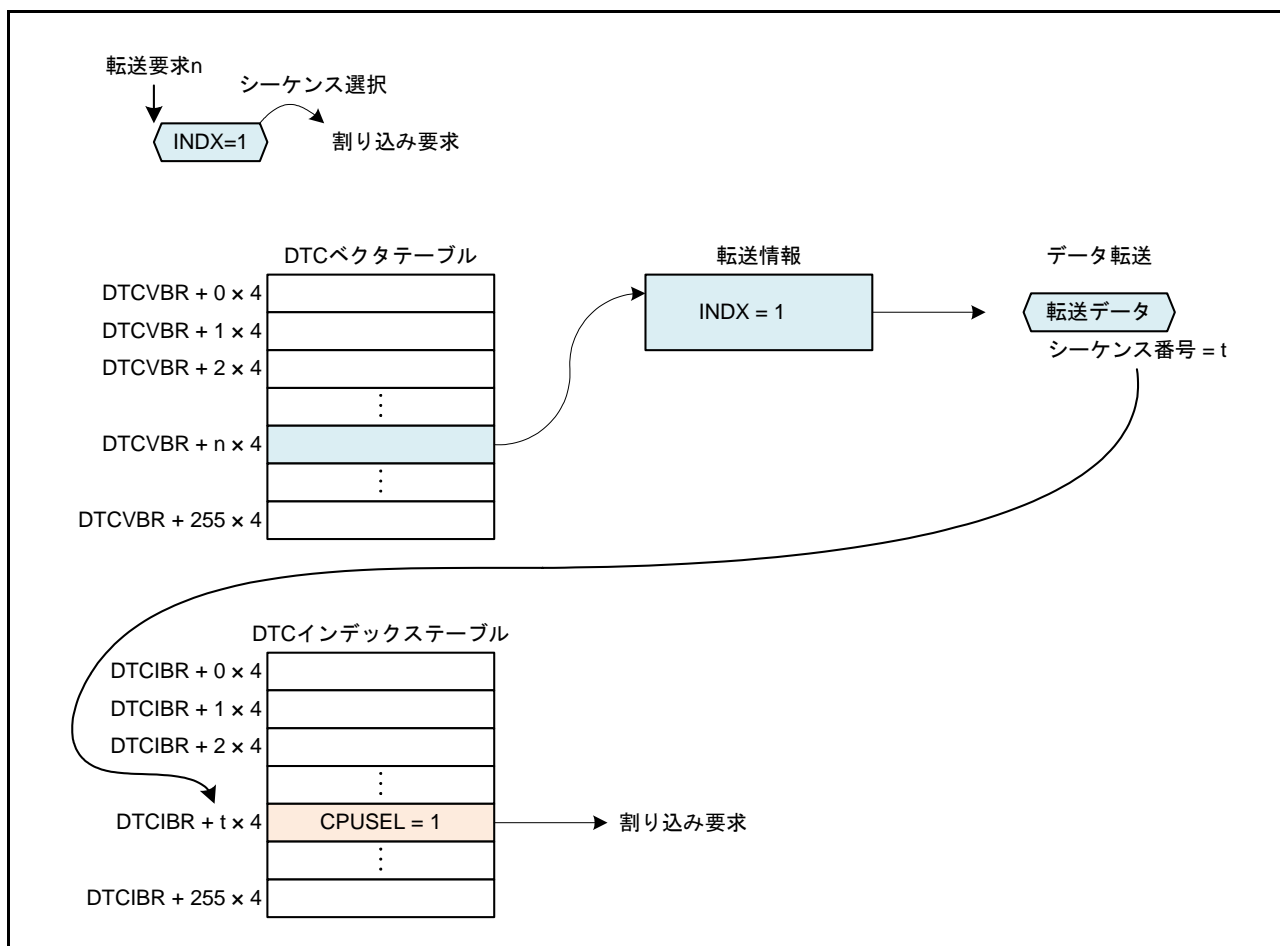 転送要求n
シーケンス選択
INDX=1
割り込み要求
DTCベクタテーブル
転送情報
データ転送
DTCVBR + 0 × 4
DTCVBR + 1 × 4
DTCVBR + 2 × 4
⋮
DTCVBR + n × 4
⋮
DTCVBR + 255 × 4
INDX = 1
転送データ
シーケンス番号 = t
DTCインデックステーブル
DTCIBR + 0 × 4
DTCIBR + 1 × 4
DTCIBR + 2 × 4
⋮
DTCIBR + t × 4
CPUSEL = 1
割り込み要求
⋮
DTCIBR + 255 × 4